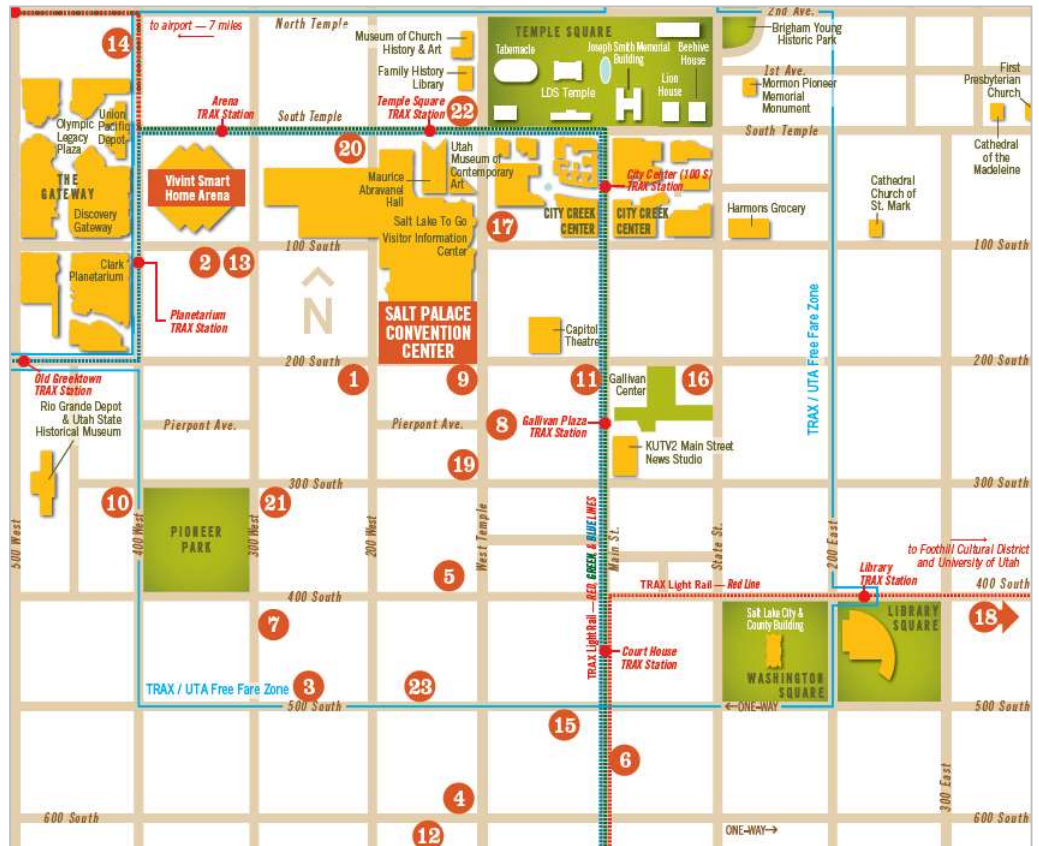 to airport — 7 miles
North Temple
2nd Ave.
14
Museum of Church
History & Art
Family History
Library
TEMPLE SQUARE
Tabernacle
Joseph Smith Memorial
Building
Beehive
House
LDS Temple
Lion
House
Brigham Young
Historic Park
1st Ave.
Mormon Pioneer
Memorial
Monument
First
Presbyterian
Church
Arena
TRAX Station
Temple Square
TRAX Station
22
South Temple
South Temple
Olympic
Legacy
Plaza
Union
Pacific
Depot
THE
GATEWAY
Discovery
Gateway
Vivint Smart
Home Arena
20
Maurice
Abravanel
Hall
Utah
Museum of
Contemporary
Art
Salt Lake To Go
Visitor Information
Center
17
CITY CREEK
CENTER
City Center (100 S)
TRAX Station
CITY CREEK
CENTER
Harmons Grocery
Cathedral
Church of
St. Mark
Cathedral
of the
Madeleine
100 South
100 South
Clark
Planetarium
2
13
N
Planetarium
TRAX Station
SALT PALACE
CONVENTION
CENTER
Capitol
Theatre
TRAX / UTA Free Fare Zone
200 South
200 South
Old Greektown
TRAX Station
1
9
11
Gallivan
Center
16
Rio Grande Depot
& Utah State
Historical Museum
Pierpont Ave.
Pierpont Ave.
8
Gallivan Plaza
TRAX Station
KUTV2 Main Street
News Studio
19
300 South
300 South
10
21
PIONEER
PARK
500 West
400 West
300 West
200 West
West Temple
Main St.
State St.
200 East
TRAX Light Rail — RED, GREEN & BLUE LINES
5
to Foothill Cultural District
and University of Utah
Library
TRAX Station
TRAX Light Rail — Red Line
400 South
400 South
7
Salt Lake City &
County Building
LIBRARY
SQUARE
18
Court House
TRAX Station
WASHINGTON
SQUARE
TRAX / UTA Free Fare Zone
3
23
500 South
←ONE-WAY
500 South
15
6
4
300 East
600 South
12
ONE-WAY→
600 South